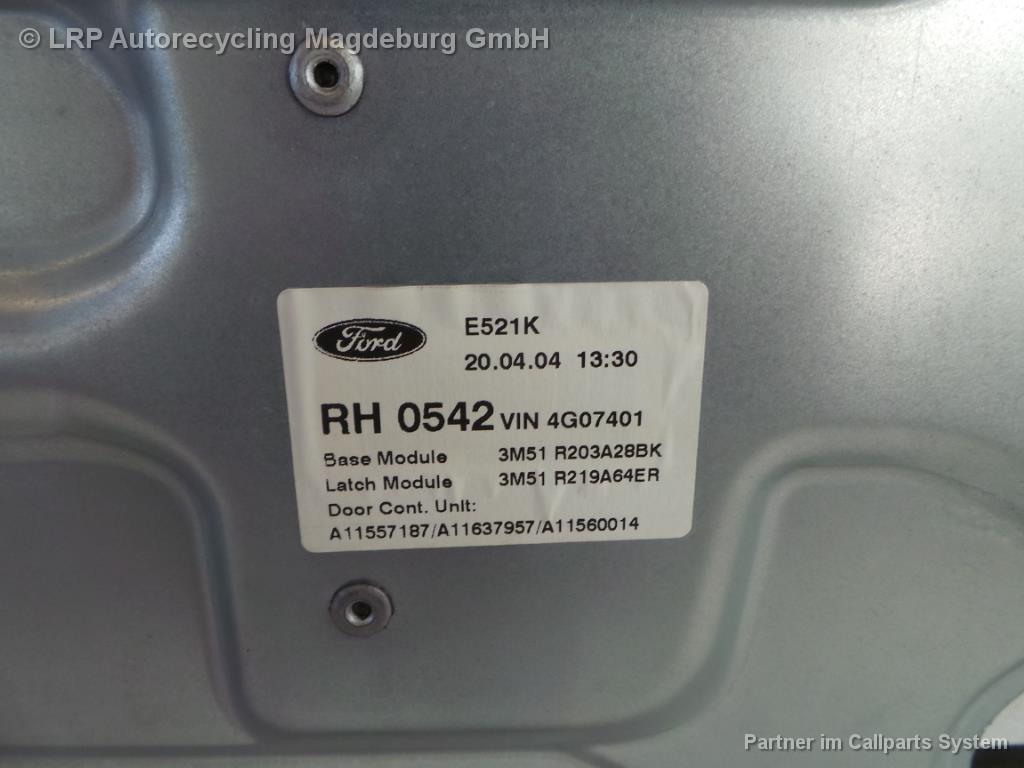 © LRP Autorecycling Magdeburg GmbH
Ford
E521K
20.04.04 13:30
RH 0542 VIN 4G07401
Base Module 3M51 R203A28BK
Latch Module 3M51 R219A64ER
Door Cont. Unit:
A11557187/A11637957/A11560014
Partner im Callparts System